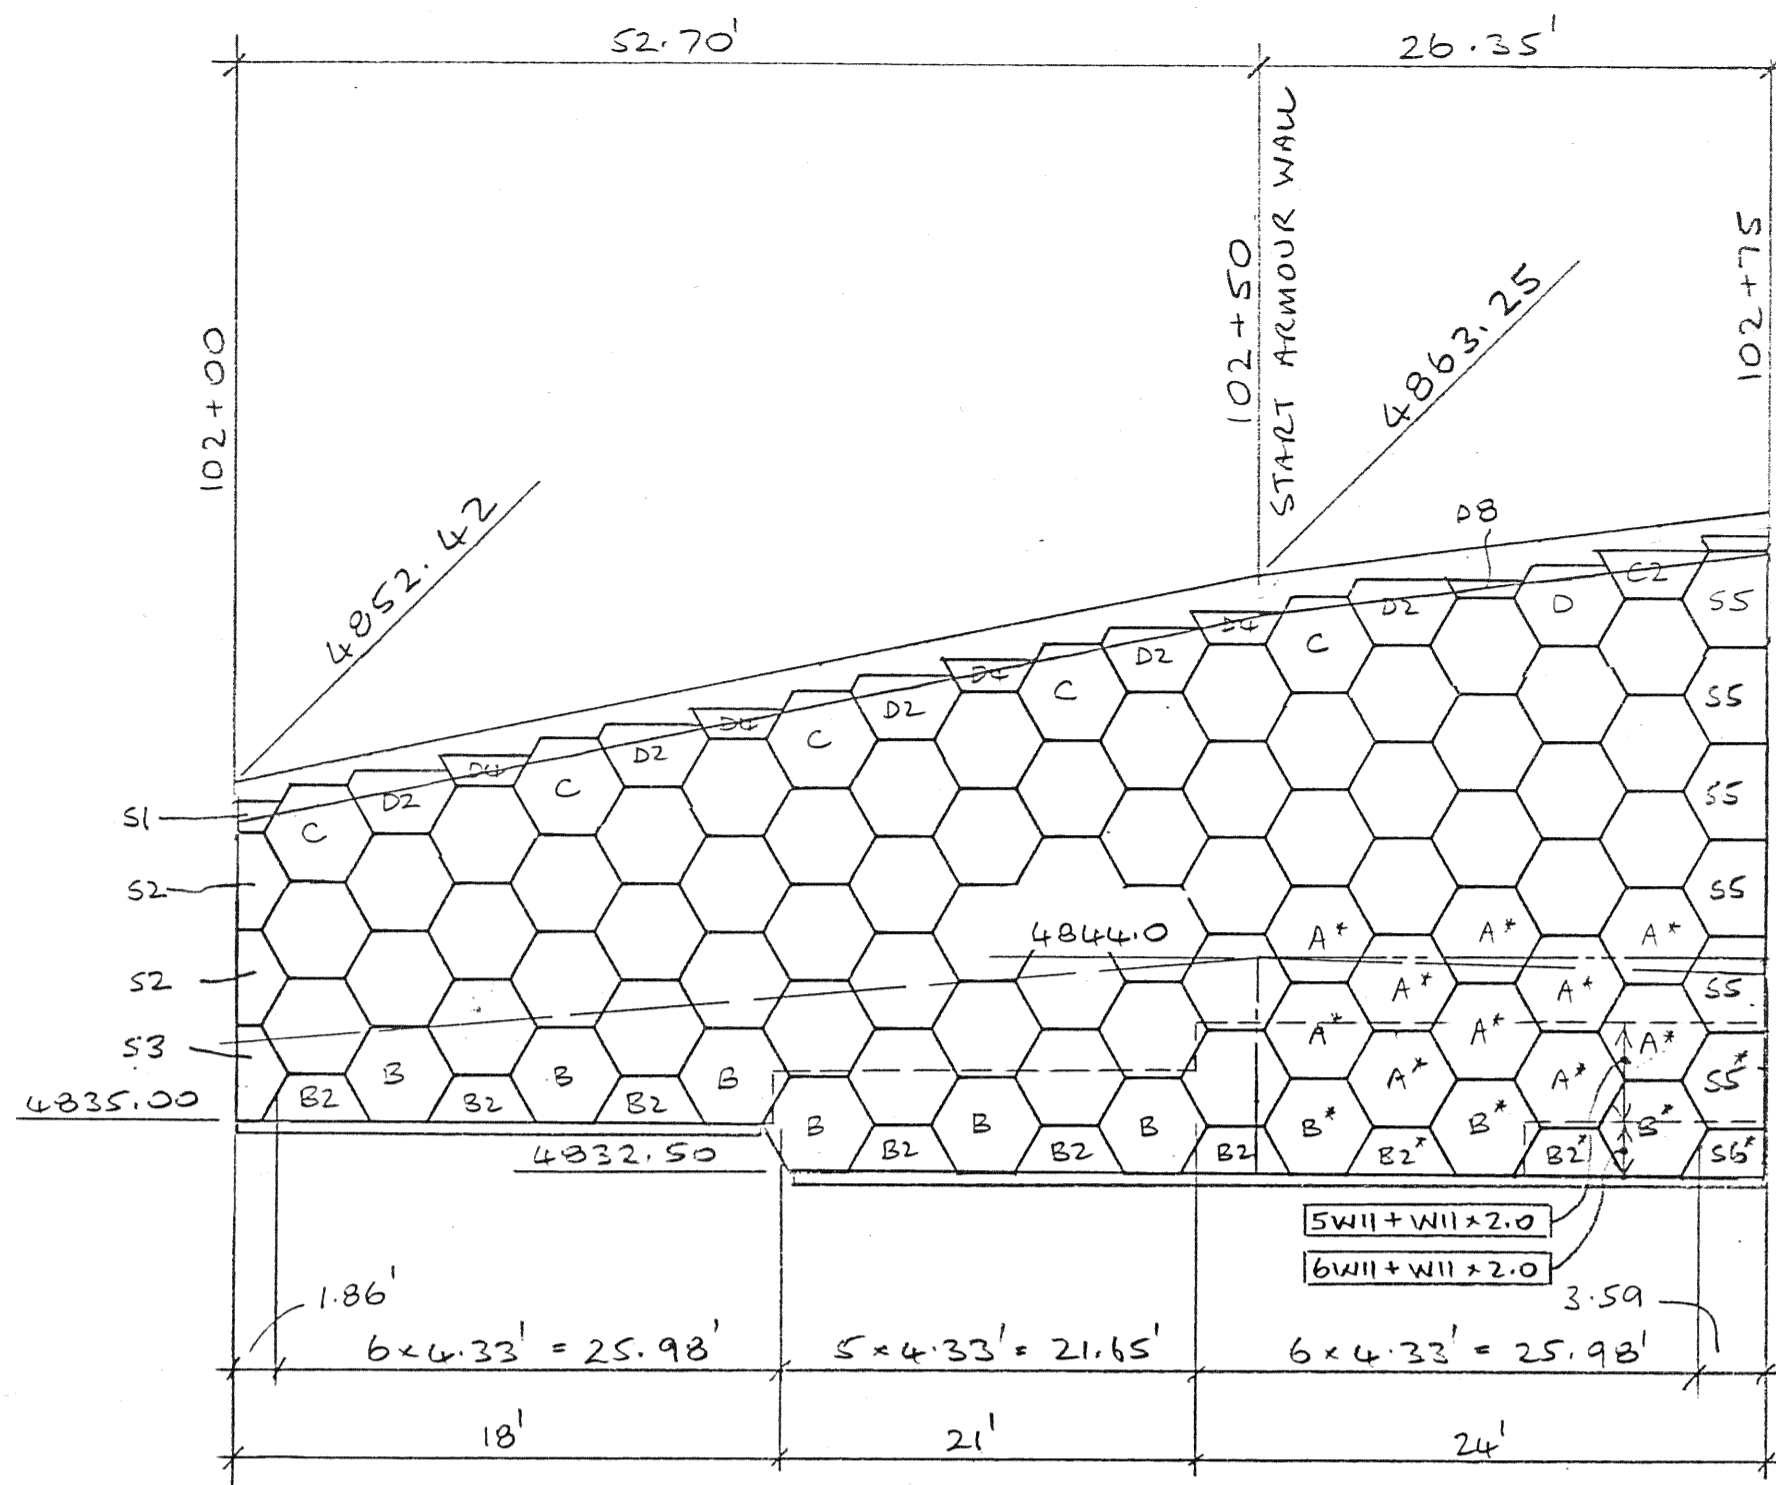 52.70'
26.35'
102+00
4852.42
102+50
START ARMOUR WALL
4863.25
102+75
D8
C2
D2
D
S5
D4
D2
C
D4
C
S5
D2
D4
C
D2
D4
C
S5
S1
D2
C
S5
S2
4844.0
A*
A*
A*
S2
A*
A*
S5
S3
A*
A*
A*
B
B
B
A*
A*
S5*
4835.00
B2
B2
B2
B
B
B
B*
B*
B*
4832.50
B2
B2
B2
B2*
B2*
S6*
5W11+W11×2.0
6W11+W11×2.0
1.86'
3.59
6×4.33' = 25.98'
5×4.33' = 21.65'
6×4.33' = 25.98'
18'
21'
24'